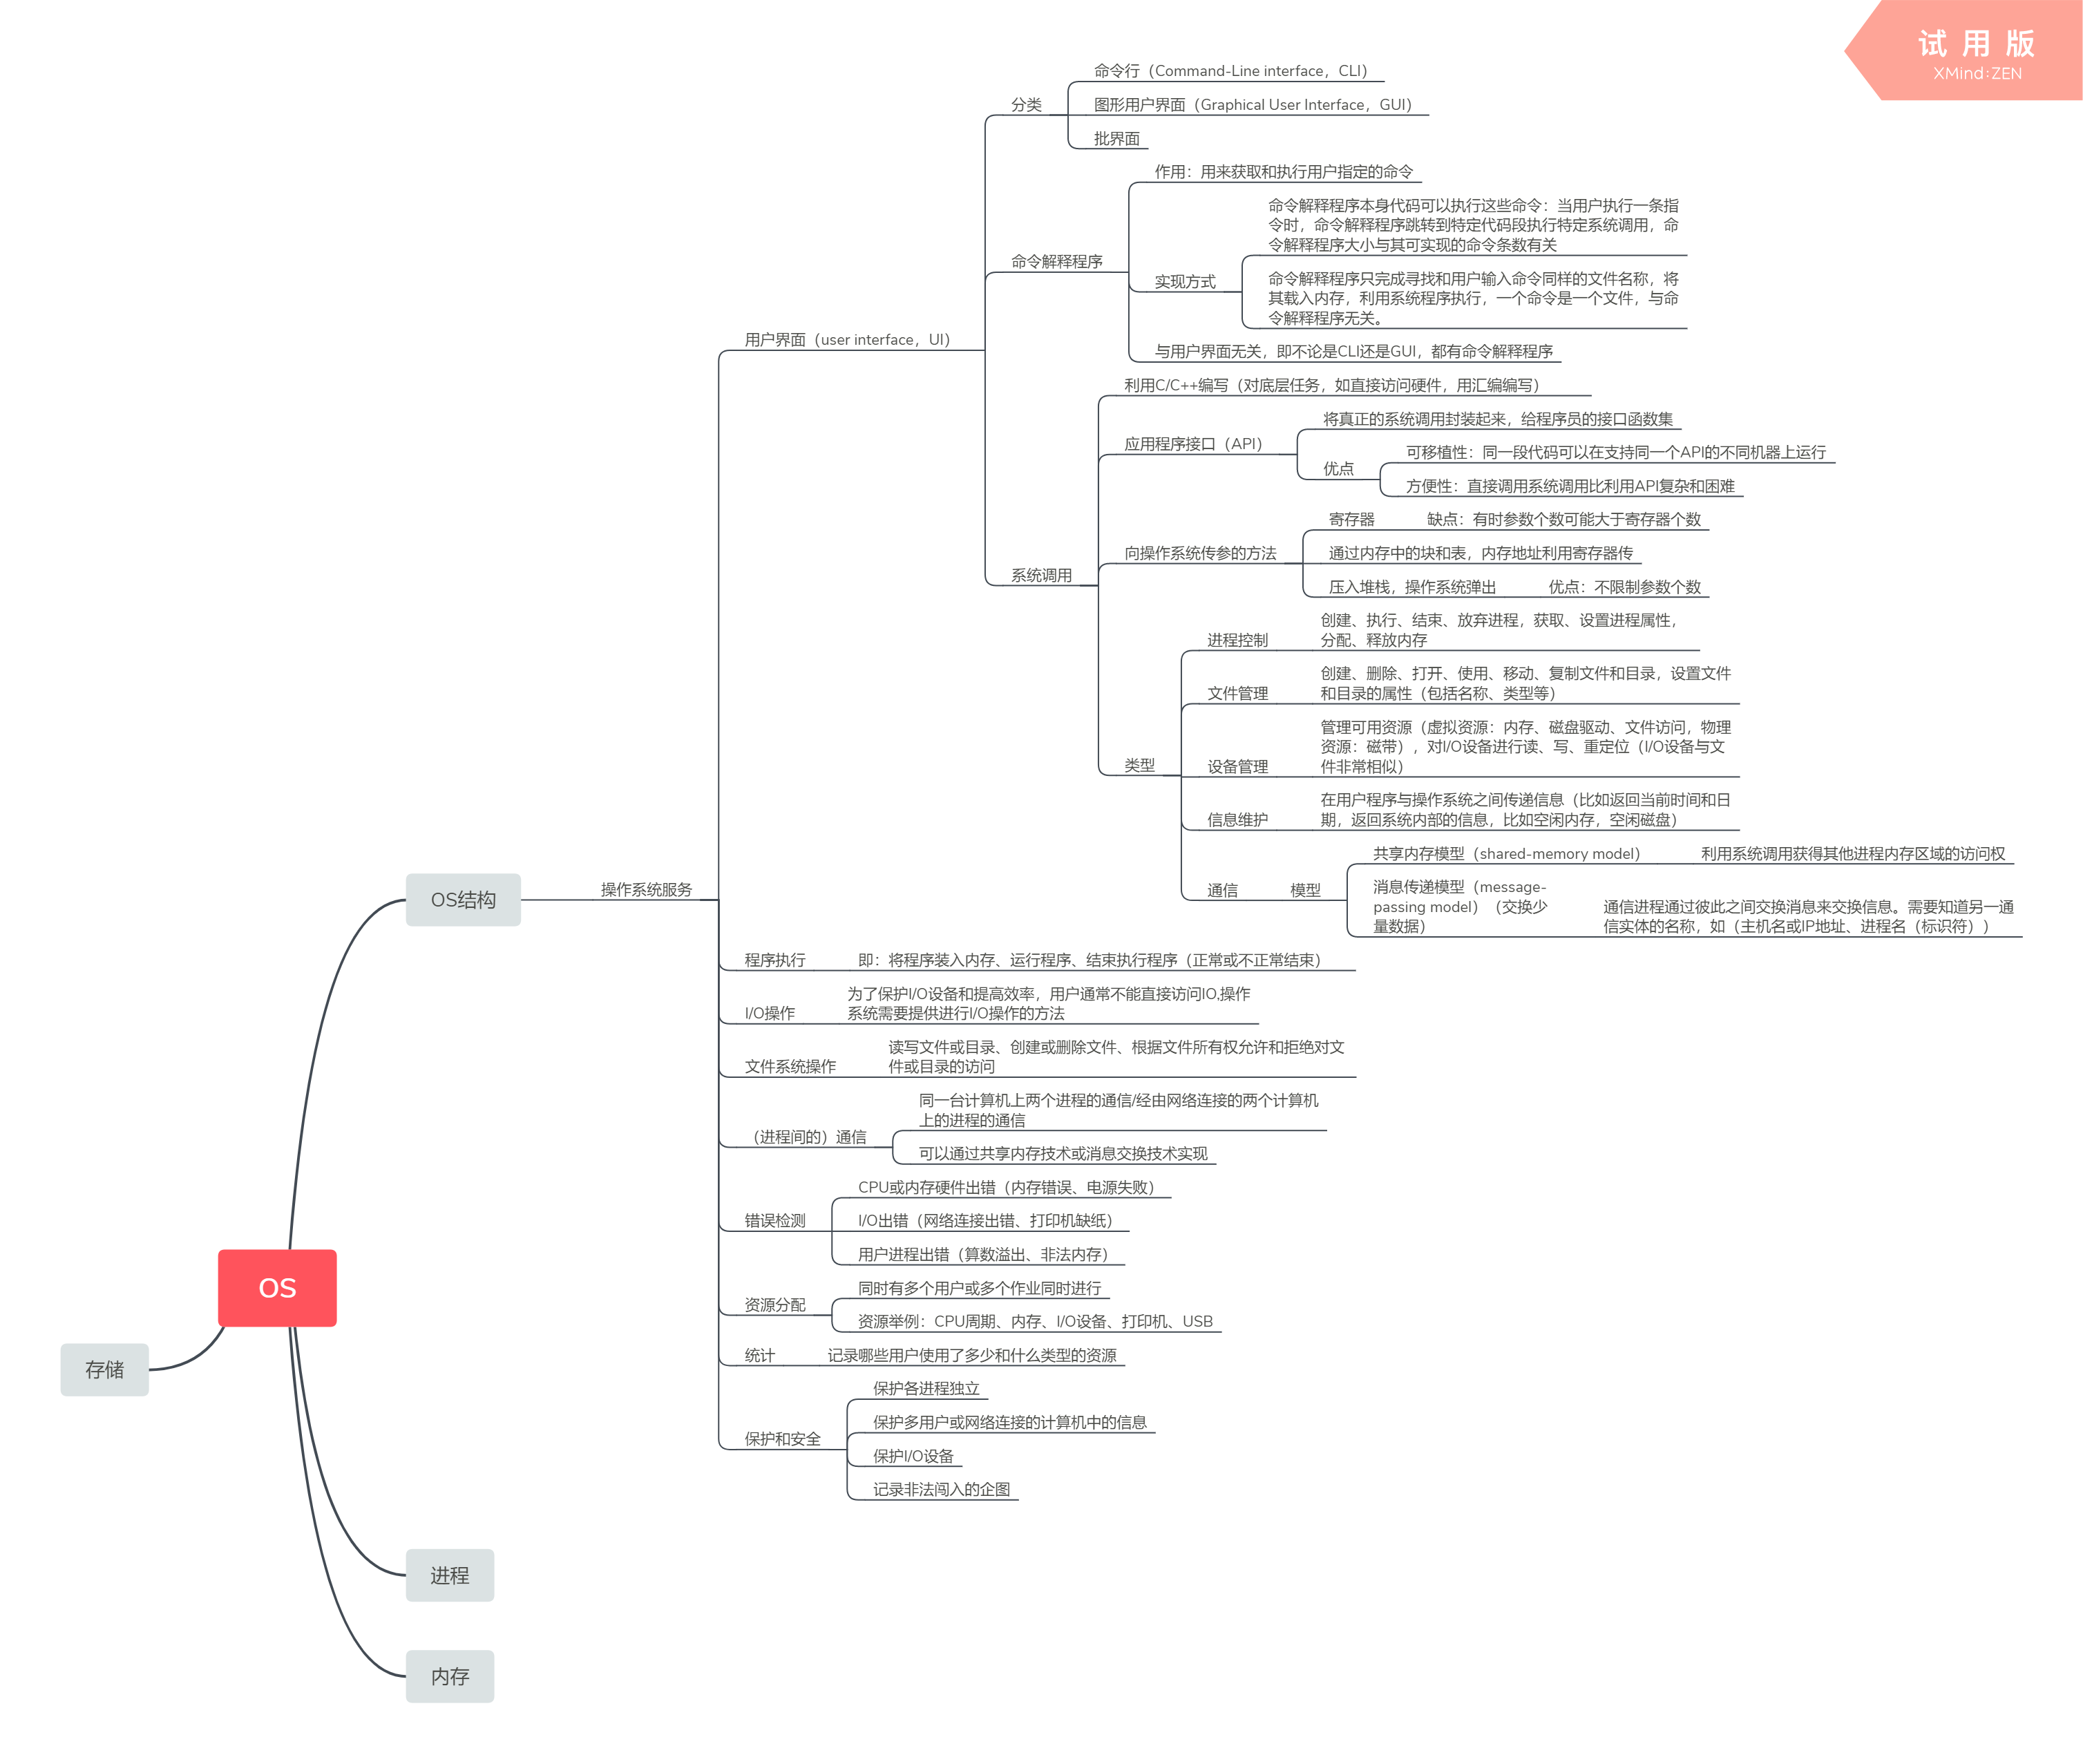 试用版
XMind:ZEN
命令行（Command-Line interface，CLI）
分类
图形用户界面（Graphical User Interface，GUI）
批界面
作用：用来获取和执行用户指定的命令
命令解释程序本身代码可以执行这些命令：当用户执行一条指
令时，命令解释程序跳转到特定代码段执行特定系统调用，命
令解释程序大小与其可实现的命令条数有关
命令解释程序
实现方式
命令解释程序只完成寻找和用户输入命令同样的文件名称，将
其载入内存，利用系统程序执行，一个命令是一个文件，与命
令解释程序无关。
用户界面（user interface，UI）
与用户界面无关，即不论是CLI还是GUI，都有命令解释程序
利用C/C++编写（对底层任务，如直接访问硬件，用汇编编写）
将真正的系统调用封装起来，给程序员的接口函数集
应用程序接口（API）
可移植性：同一段代码可以在支持同一个API的不同机器上运行
优点
方便性：直接调用系统调用比利用API复杂和困难
寄存器
缺点：有时参数个数可能大于寄存器个数
向操作系统传参的方法
通过内存中的块和表，内存地址利用寄存器传
系统调用
压入堆栈，操作系统弹出
优点：不限制参数个数
进程控制
创建、执行、结束、放弃进程，获取、设置进程属性，
分配、释放内存
文件管理
创建、删除、打开、使用、移动、复制文件和目录，设置文件
和目录的属性（包括名称、类型等）
类型
设备管理
管理可用资源（虚拟资源：内存、磁盘驱动、文件访问，物理
资源：磁带），对I/O设备进行读、写、重定位（I/O设备与文
件非常相似）
信息维护
在用户程序与操作系统之间传递信息（比如返回当前时间和日
期，返回系统内部的信息，比如空闲内存，空闲磁盘）
共享内存模型（shared-memory model）
利用系统调用获得其他进程内存区域的访问权
通信
模型
消息传递模型（message-
passing model）（交换少
量数据）
通信进程通过彼此之间交换消息来交换信息。需要知道另一通
信实体的名称，如（主机名或IP地址、进程名（标识符））
OS结构
操作系统服务
程序执行
即：将程序装入内存、运行程序、结束执行程序（正常或不正常结束）
I/O操作
为了保护I/O设备和提高效率，用户通常不能直接访问IO,操作
系统需要提供进行I/O操作的方法
文件系统操作
读写文件或目录、创建或删除文件、根据文件所有权允许和拒绝对文
件或目录的访问
（进程间的）通信
同一台计算机上两个进程的通信/经由网络连接的两个计算机
上的进程的通信
可以通过共享内存技术或消息交换技术实现
CPU或内存硬件出错（内存错误、电源失败）
错误检测
I/O出错（网络连接出错、打印机缺纸）
用户进程出错（算数溢出、非法内存）
OS
同时有多个用户或多个作业同时进行
资源分配
资源举例：CPU周期、内存、I/O设备、打印机、USB
统计
记录哪些用户使用了多少和什么类型的资源
存储
保护各进程独立
保护多用户或网络连接的计算机中的信息
保护和安全
保护I/O设备
记录非法闯入的企图
进程
内存